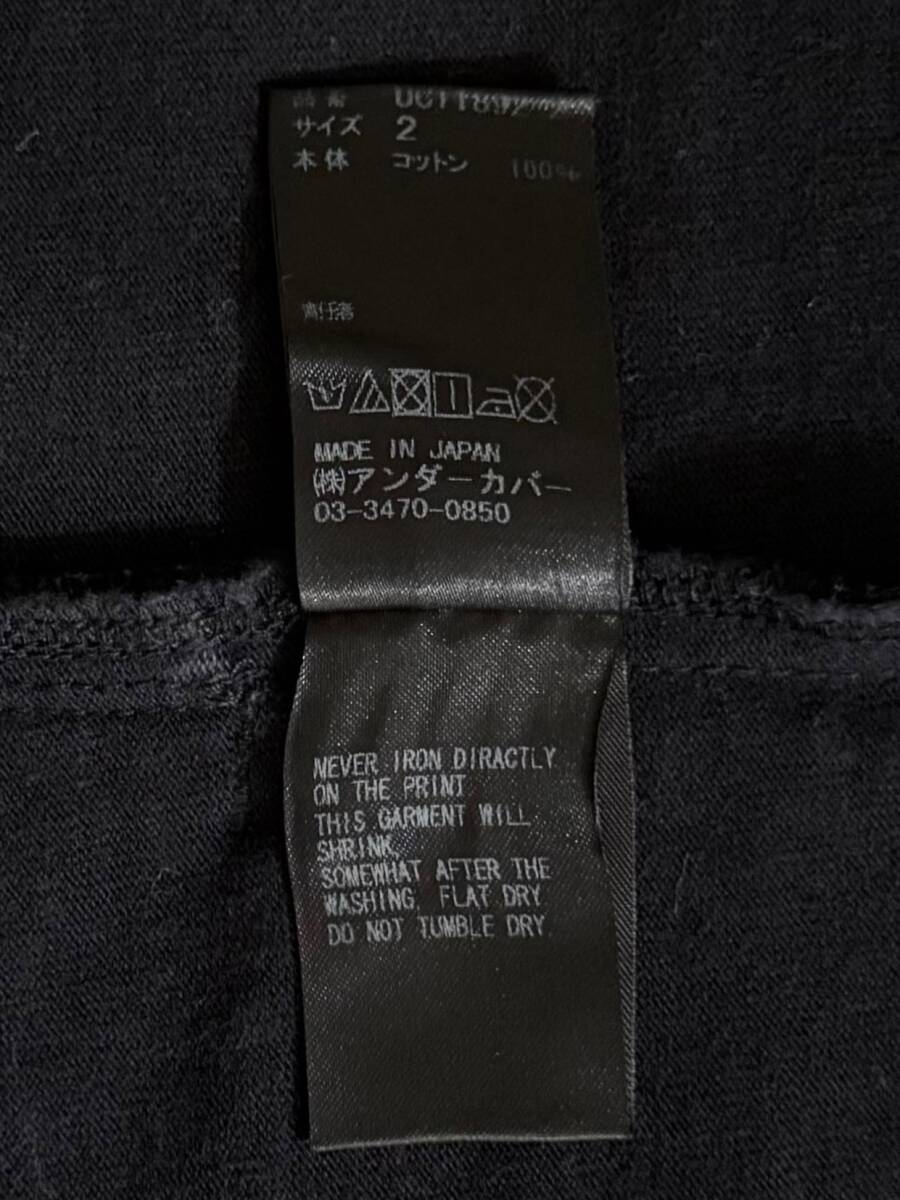 サイズ 2
本体 コットン 100%
責任者
MADE IN JAPAN
(株)アンダーカバー
03-3470-0850
NEVER IRON DIRACTLY
ON THE PRINT
THIS GARMENT WILL
SHRINK
SOMEWHAT AFTER THE
WASHING. FLAT DRY
DO NOT TUMBLE DRY.